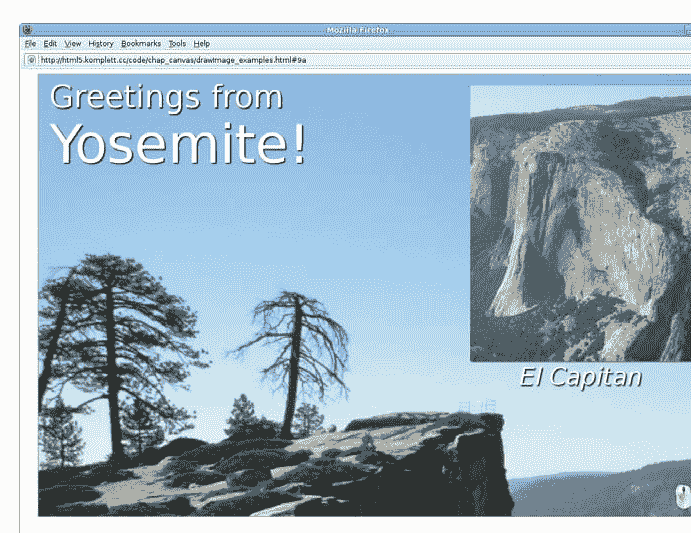 Mozilla Firefox
File Edit View History Bookmarks Tools Help
http://html5.komplett.cc/code/chap_canvas/drawImage_examples.html#9a
Greetings from
Yosemite!
El Capitan